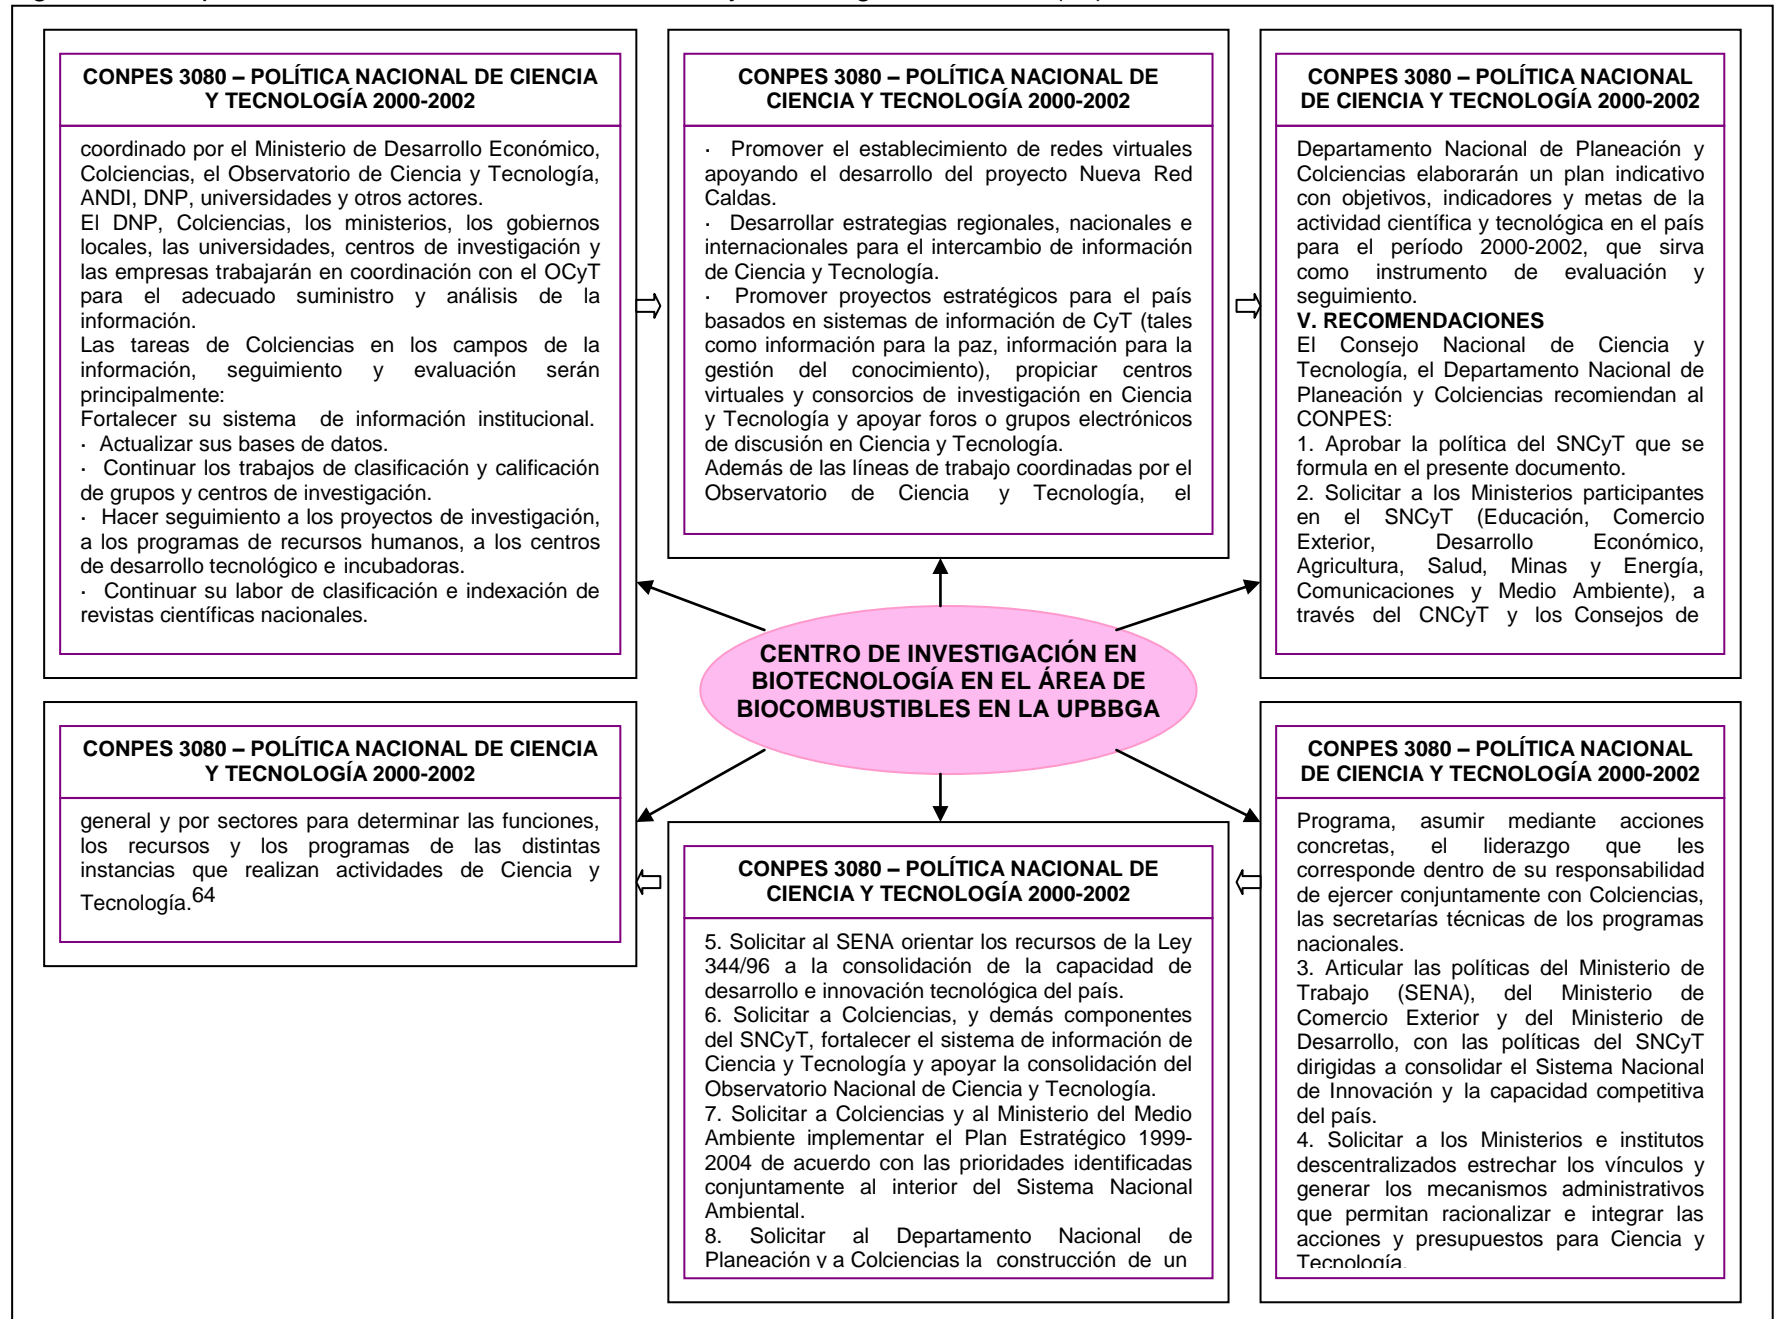 CONPES 3080 – POLÍTICA NACIONAL DE CIENCIA
Y TECNOLOGÍA 2000-2002
coordinado por el Ministerio de Desarrollo Económico,
Colciencias, el Observatorio de Ciencia y Tecnología,
ANDI, DNP, universidades y otros actores.
El DNP, Colciencias, los ministerios, los gobiernos
locales, las universidades, centros de investigación y
las empresas trabajarán en coordinación con el OCyT
para el adecuado suministro y análisis de la
información.
Las tareas de Colciencias en los campos de la
información, seguimiento y evaluación serán
principalmente:
Fortalecer su sistema de información institucional.
· Actualizar sus bases de datos.
· Continuar los trabajos de clasificación y calificación
de grupos y centros de investigación.
· Hacer seguimiento a los proyectos de investigación,
a los programas de recursos humanos, a los centros
de desarrollo tecnológico e incubadoras.
· Continuar su labor de clasificación e indexación de
revistas científicas nacionales.
CONPES 3080 – POLÍTICA NACIONAL DE
CIENCIA Y TECNOLOGÍA 2000-2002
· Promover el establecimiento de redes virtuales
apoyando el desarrollo del proyecto Nueva Red
Caldas.
· Desarrollar estrategias regionales, nacionales e
internacionales para el intercambio de información
de Ciencia y Tecnología.
· Promover proyectos estratégicos para el país
basados en sistemas de información de CyT (tales
como información para la paz, información para la
gestión del conocimiento), propiciar centros
virtuales y consorcios de investigación en Ciencia
y Tecnología y apoyar foros o grupos electrónicos
de discusión en Ciencia y Tecnología.
Además de las líneas de trabajo coordinadas por el
Observatorio de Ciencia y Tecnología, el
CONPES 3080 – POLÍTICA NACIONAL
DE CIENCIA Y TECNOLOGÍA 2000-2002
Departamento Nacional de Planeación y
Colciencias elaborarán un plan indicativo
con objetivos, indicadores y metas de la
actividad científica y tecnológica en el país
para el período 2000-2002, que sirva
como instrumento de evaluación y
seguimiento.
V. RECOMENDACIONES
El Consejo Nacional de Ciencia y
Tecnología, el Departamento Nacional de
Planeación y Colciencias recomiendan al
CONPES:
1. Aprobar la política del SNCyT que se
formula en el presente documento.
2. Solicitar a los Ministerios participantes
en el SNCyT (Educación, Comercio
Exterior, Desarrollo Económico,
Agricultura, Salud, Minas y Energía,
Comunicaciones y Medio Ambiente), a
través del CNCyT y los Consejos de
CENTRO DE INVESTIGACIÓN EN
BIOTECNOLOGÍA EN EL ÁREA DE
BIOCOMBUSTIBLES EN LA UPBBGA
CONPES 3080 – POLÍTICA NACIONAL
DE CIENCIA Y TECNOLOGÍA 2000-2002
Programa, asumir mediante acciones
concretas, el liderazgo que les
corresponde dentro de su responsabilidad
de ejercer conjuntamente con Colciencias,
las secretarías técnicas de los programas
nacionales.
3. Articular las políticas del Ministerio de
Trabajo (SENA), del Ministerio de
Comercio Exterior y del Ministerio de
Desarrollo, con las políticas del SNCyT
dirigidas a consolidar el Sistema Nacional
de Innovación y la capacidad competitiva
del país.
4. Solicitar a los Ministerios e institutos
descentralizados estrechar los vínculos y
generar los mecanismos administrativos
que permitan racionalizar e integrar las
acciones y presupuestos para Ciencia y
Tecnología.
CONPES 3080 – POLÍTICA NACIONAL DE
CIENCIA Y TECNOLOGÍA 2000-2002
5. Solicitar al SENA orientar los recursos de la Ley
344/96 a la consolidación de la capacidad de
desarrollo e innovación tecnológica del país.
6. Solicitar a Colciencias, y demás componentes
del SNCyT, fortalecer el sistema de información de
Ciencia y Tecnología y apoyar la consolidación del
Observatorio Nacional de Ciencia y Tecnología.
7. Solicitar a Colciencias y al Ministerio del Medio
Ambiente implementar el Plan Estratégico 1999-
2004 de acuerdo con las prioridades identificadas
conjuntamente al interior del Sistema Nacional
Ambiental.
8. Solicitar al Departamento Nacional de
Planeación y a Colciencias la construcción de un
CONPES 3080 – POLÍTICA NACIONAL DE CIENCIA
Y TECNOLOGÍA 2000-2002
general y por sectores para determinar las funciones,
los recursos y los programas de las distintas
instancias que realizan actividades de Ciencia y
Tecnología.64